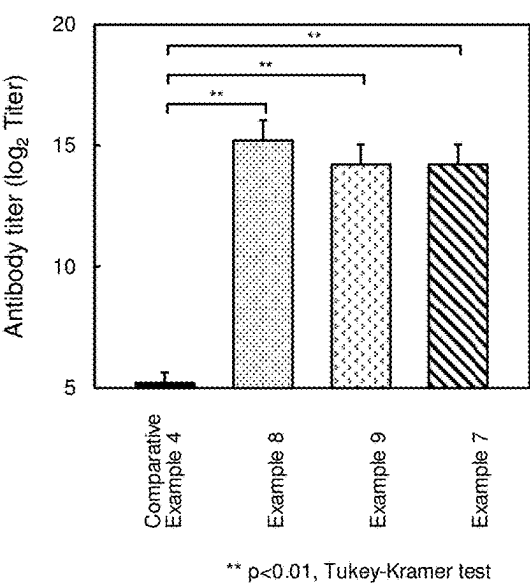 20
15
10
5
Antibody titer (log₂ Titer)
**
**
**
Comparative
Example 4
Example 8
Example 9
Example 7
** p<0.01, Tukey-Kramer test